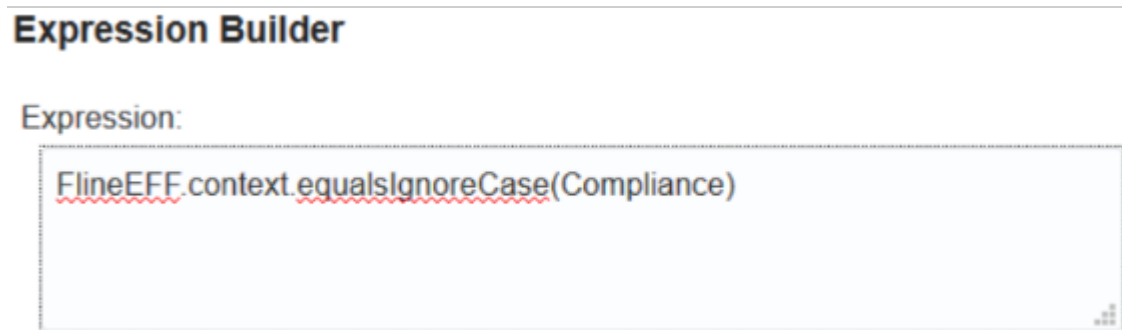 Expression Builder
Expression:
FlineEFF.context.equalsIgnoreCase(Compliance)